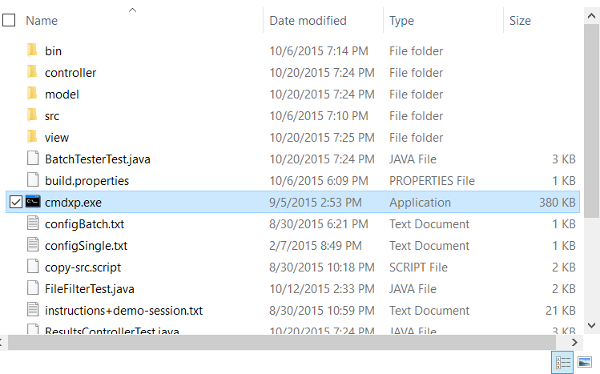 Name Date modified Type Size
bin 10/6/2015 7:14 PM File folder
controller 10/20/2015 7:24 PM File folder
model 10/20/2015 7:24 PM File folder
src 10/6/2015 7:10 PM File folder
view 10/20/2015 7:25 PM File folder
BatchTesterTest.java 10/20/2015 7:24 PM JAVA File 3 KB
build.properties 10/6/2015 6:09 PM PROPERTIES File 1 KB
cmdxp.exe 9/5/2015 2:53 PM Application 380 KB
configBatch.txt 8/30/2015 6:21 PM Text Document 1 KB
configSingle.txt 2/7/2015 8:49 PM Text Document 1 KB
copy-src.script 8/30/2015 10:18 PM SCRIPT File 2 KB
FileFilterTest.java 10/12/2015 2:33 PM JAVA File 2 KB
instructions+demo-session.txt 8/30/2015 10:59 PM Text Document 21 KB
ResultsControllerTest.java 10/20/2015 7:24 PM JAVA File 3 KB